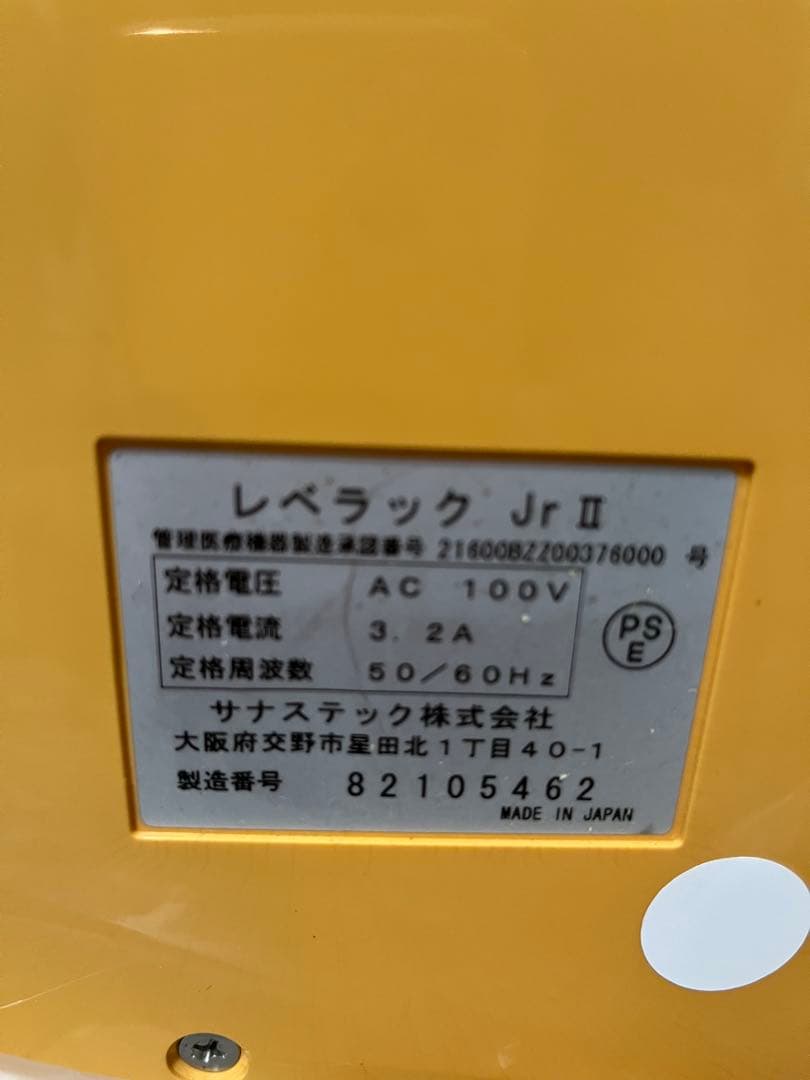 レベラック JrⅡ
管理医療機器製造承認番号 21600BZZ00376000 号
定格電圧 AC 100V
定格電流 3.2A
定格周波数 50/60Hz
PS
E
サナステック株式会社
大阪府交野市星田北1丁目40-1
製造番号 82105462
MADE IN JAPAN